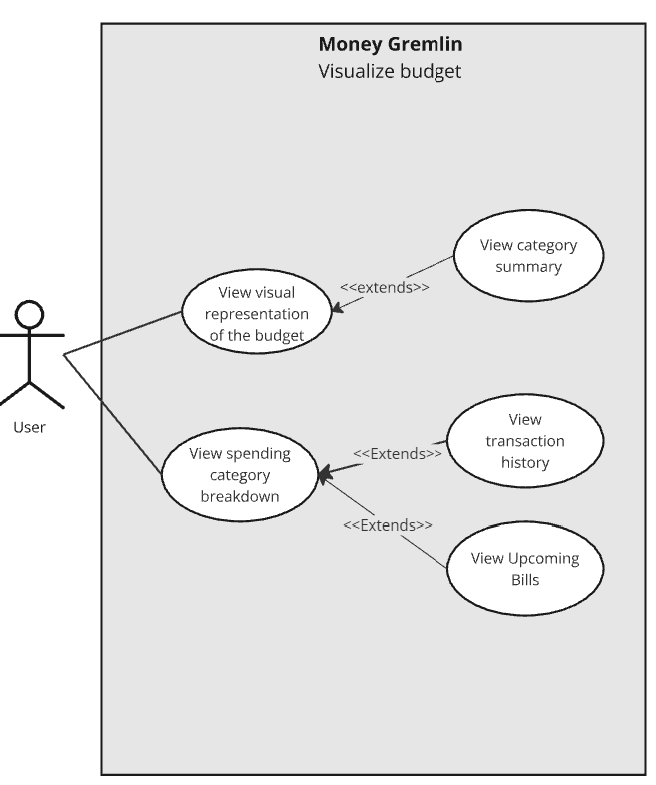 Money Gremlin
Visualize budget
View category
summary
<<extends>>
View visual
representation
of the budget
User
View spending
category
breakdown
<<Extends>>
View
transaction
history
<<Extends>>
View Upcoming
Bills